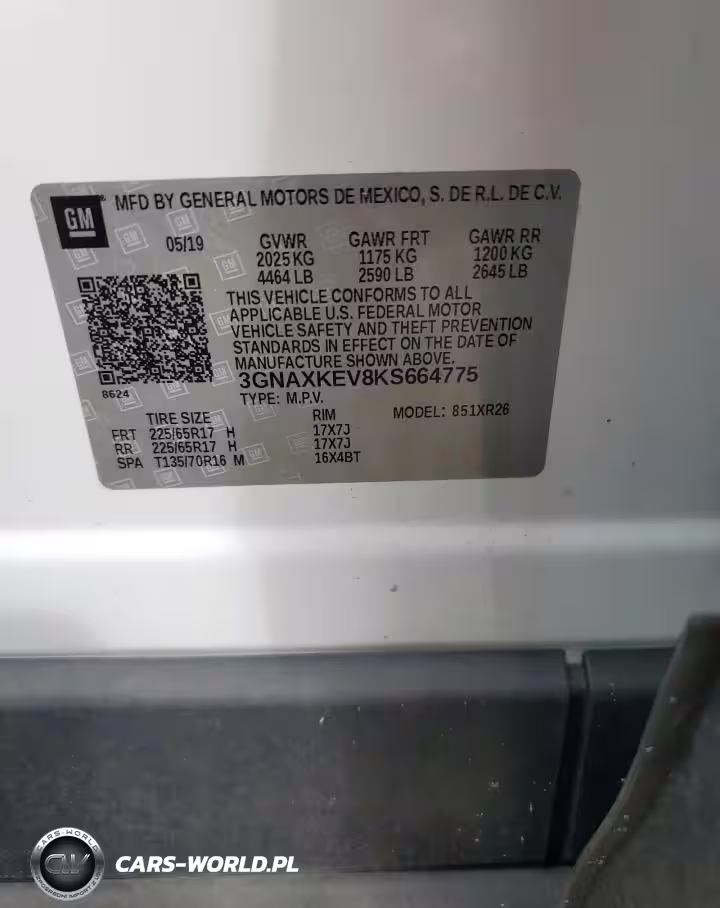 GM
MFD BY GENERAL MOTORS DE MEXICO, S. DE R.L. DE C.V.
05/19 GVWR GAWR FRT GAWR RR
2025 KG 1175 KG 1200 KG
4464 LB 2590 LB 2645 LB
THIS VEHICLE CONFORMS TO ALL
APPLICABLE U.S. FEDERAL MOTOR
VEHICLE SAFETY AND THEFT PREVENTION
STANDARDS IN EFFECT ON THE DATE OF
MANUFACTURE SHOWN ABOVE.
8624
3GNAXKEV8KS664775
TYPE: M.P.V. MODEL: 851XR26
TIRE SIZE RIM
FRT 225/65R17 H 17X7J
RR 225/65R17 H 17X7J
SPA T135/70R16 M 16X4BT
CARS-WORLD
CW
CARS-WORLD.PL